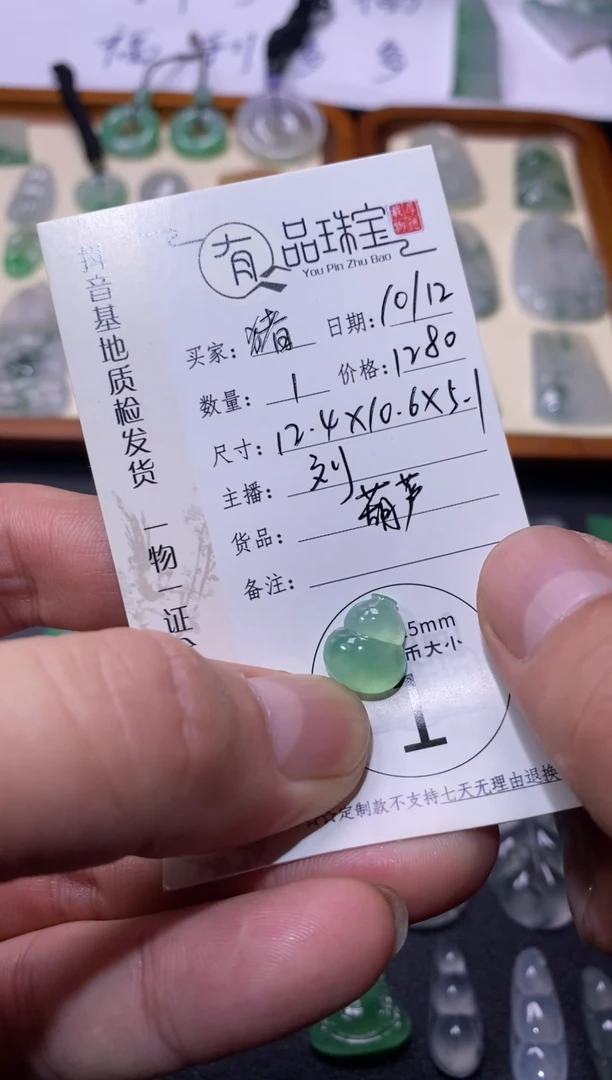 有品珠宝
You Pin Zhu Bao
买家：猪 日期：10/12
数量：1 价格：1280
尺寸：12.4×10.6×5.1
主播：刘
货品：葫芦
备注：
5mm
币大小
1
☆☆定制款不支持七天无理由退换
抖音基地质检发货 一物一证